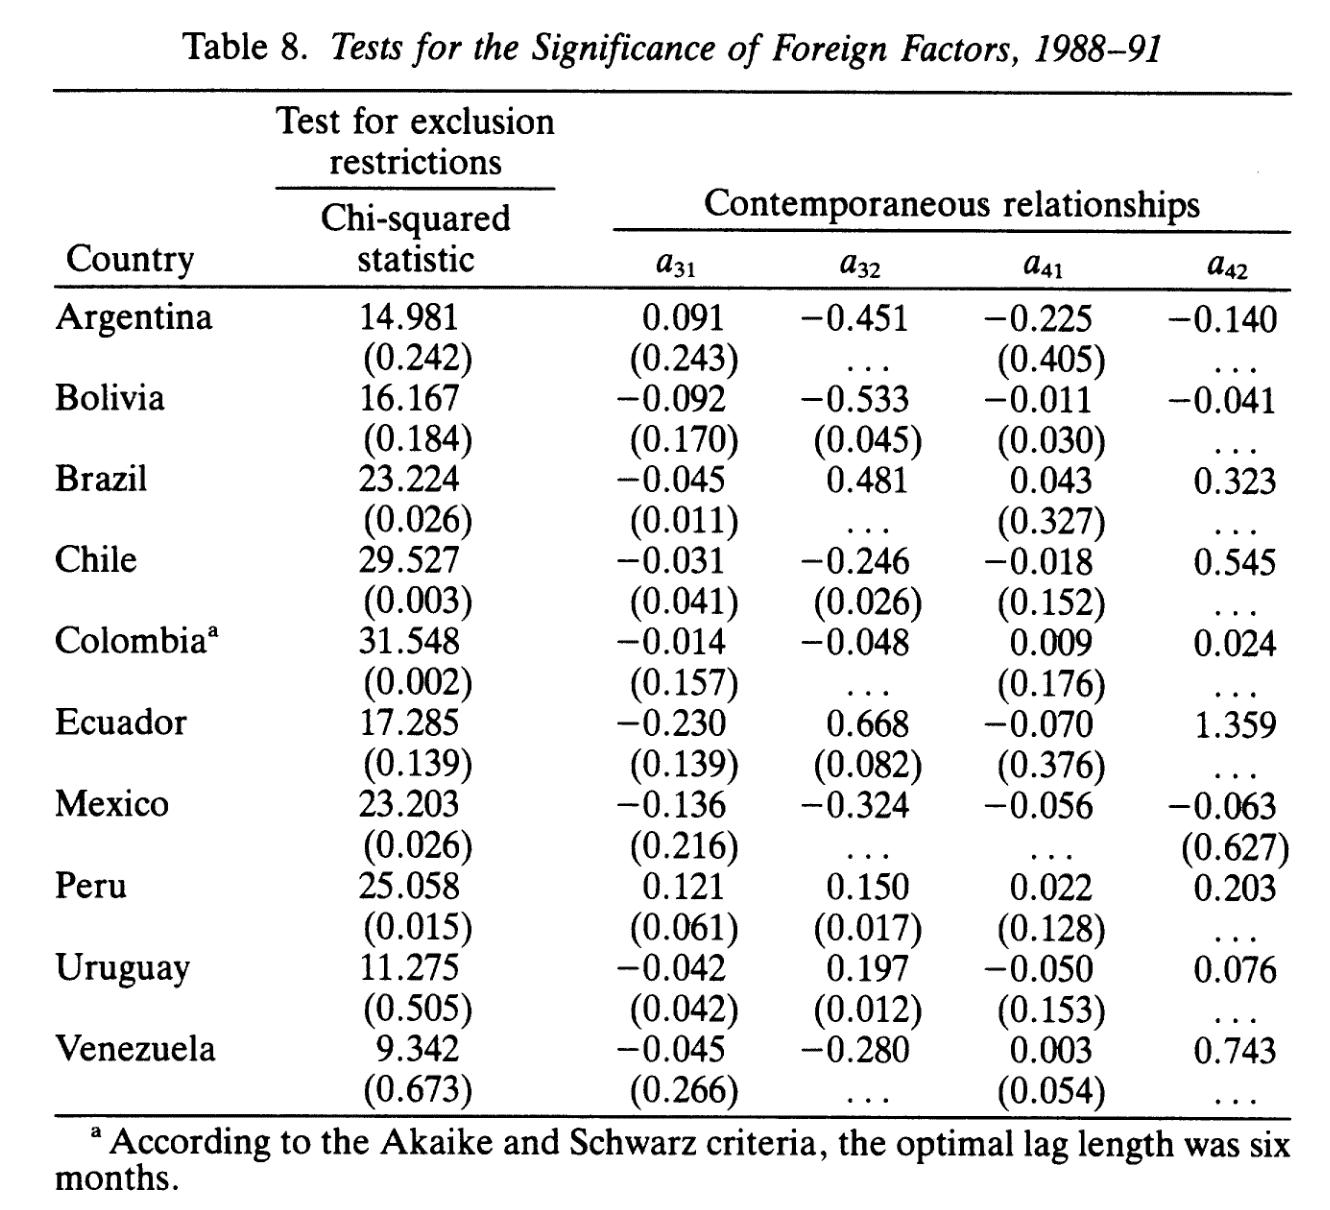 Table 8. Tests for the Significance of Foreign Factors, 1988–91
Test for exclusion
restrictions
Contemporaneous relationships
Chi-squared
Country statistic a31 a32 a41 a42
Argentina 14.981 0.091 −0.451 −0.225 −0.140
(0.242) (0.243) ... (0.405) ...
Bolivia 16.167 −0.092 −0.533 −0.011 −0.041
(0.184) (0.170) (0.045) (0.030) ...
Brazil 23.224 −0.045 0.481 0.043 0.323
(0.026) (0.011) ... (0.327) ...
Chile 29.527 −0.031 −0.246 −0.018 0.545
(0.003) (0.041) (0.026) (0.152) ...
Colombiaᵃ 31.548 −0.014 −0.048 0.009 0.024
(0.002) (0.157) ... (0.176) ...
Ecuador 17.285 −0.230 0.668 −0.070 1.359
(0.139) (0.139) (0.082) (0.376) ...
Mexico 23.203 −0.136 −0.324 −0.056 −0.063
(0.026) (0.216) ... ... (0.627)
Peru 25.058 0.121 0.150 0.022 0.203
(0.015) (0.061) (0.017) (0.128) ...
Uruguay 11.275 −0.042 0.197 −0.050 0.076
(0.505) (0.042) (0.012) (0.153) ...
Venezuela 9.342 −0.045 −0.280 0.003 0.743
(0.673) (0.266) ... (0.054) ...
ᵃ According to the Akaike and Schwarz criteria, the optimal lag length was six
months.